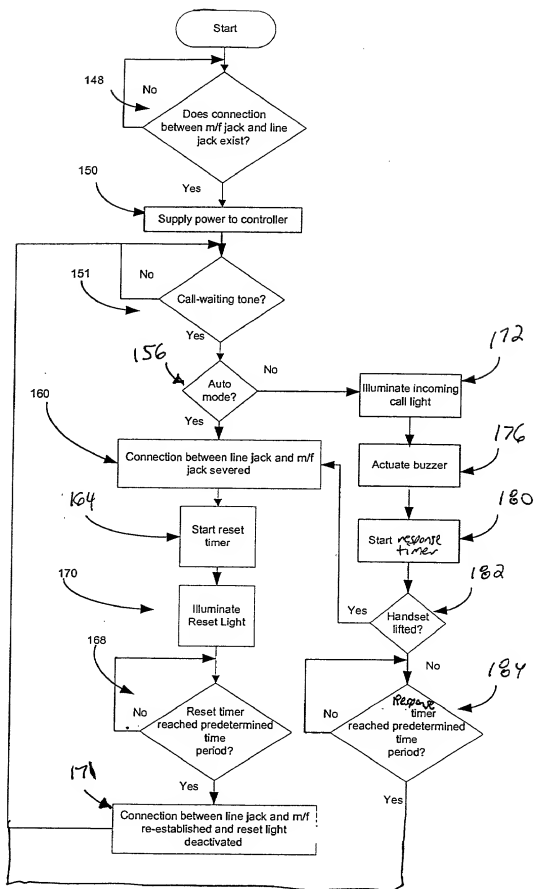 Start
No
148
Does connection
between m/f jack and line
jack exist?
150
Yes
Supply power to controller
No
151
Call-waiting tone?
Yes
156
No
172
Auto
mode?
Illuminate incoming
call light
160
Yes
Connection between line jack and m/f
jack severed
Actuate buzzer
176
164
Start reset
timer
Start response
timer
180
182
170
Illuminate
Reset Light
Yes
Handset
lifted?
168
No
184
No
Reset timer
reached predetermined
time
period?
No
Response
timer
reached predetermined
time
period?
171
Yes
Yes
Connection between line jack and m/f
re-established and reset light
deactivated